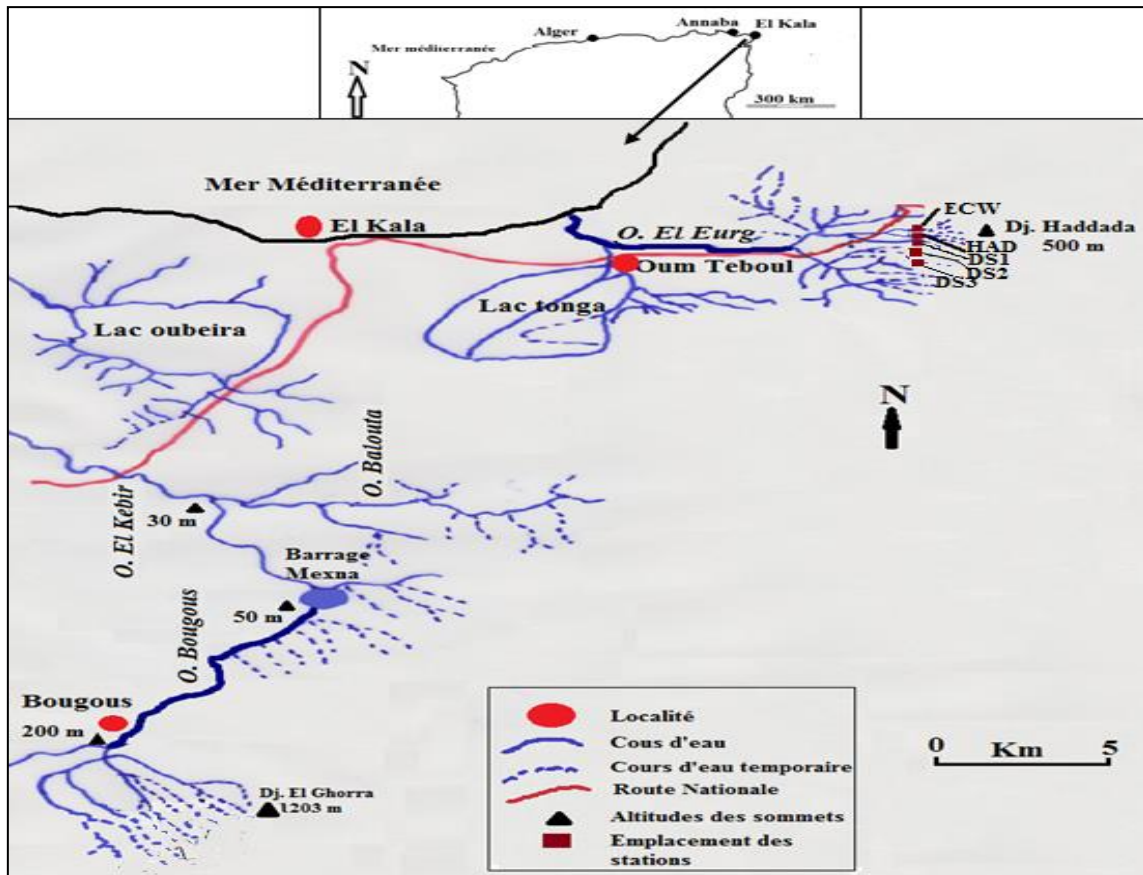 Mer méditerranée
Alger
Annaba
El Kala
N
300 km
Mer Méditerranée
El Kala
O. El Eurg
Oum Teboul
ECW
Dj. Haddada
500 m
HAD
DS1
DS2
DS3
Lac oubeira
Lac tonga
N
O. Balouta
O. El Kebir
30 m
Barrage
Mexna
50 m
O. Bougous
Bougous
200 m
Dj. El Ghorra
1203 m
Localité
Cous d'eau
Cours d'eau temporaire
Route Nationale
Altitudes des sommets
Emplacement des
stations
0 Km 5